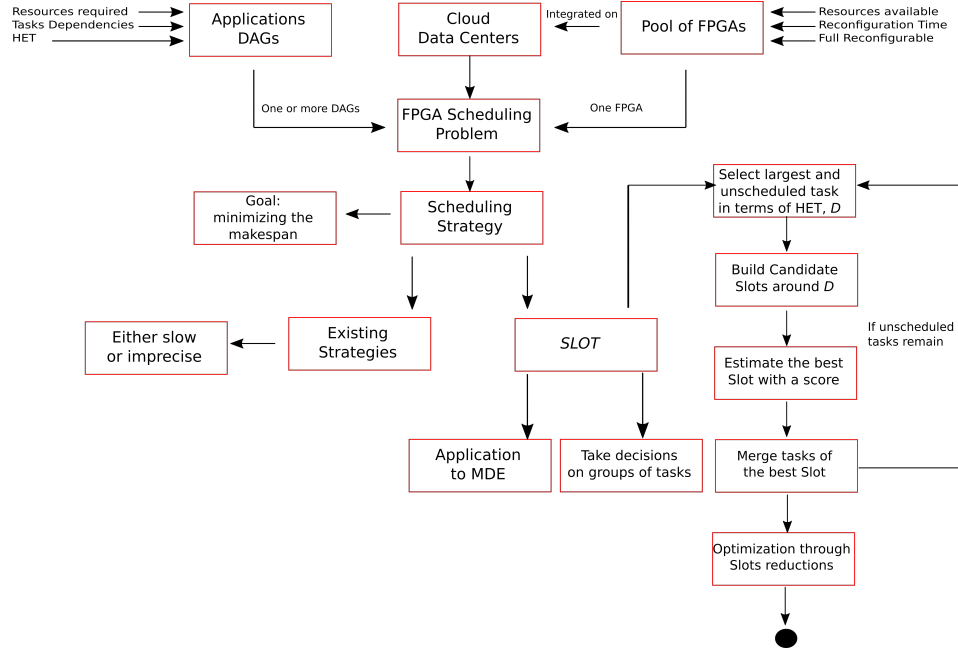 Resources required
Tasks Dependencies
HET
Applications
DAGs
Cloud
Data Centers
Integrated on
Pool of FPGAs
Resources available
Reconfiguration Time
Full Reconfigurable
One or more DAGs
FPGA Scheduling
Problem
One FPGA
Goal:
minimizing the
makespan
Scheduling
Strategy
Select largest and
unscheduled task
in terms of HET, D
Build Candidate
Slots around D
Either slow
or imprecise
Existing
Strategies
SLOT
If unscheduled
tasks remain
Estimate the best
Slot with a score
Application
to MDE
Take decisions
on groups of tasks
Merge tasks of
the best Slot
Optimization through
Slots reductions